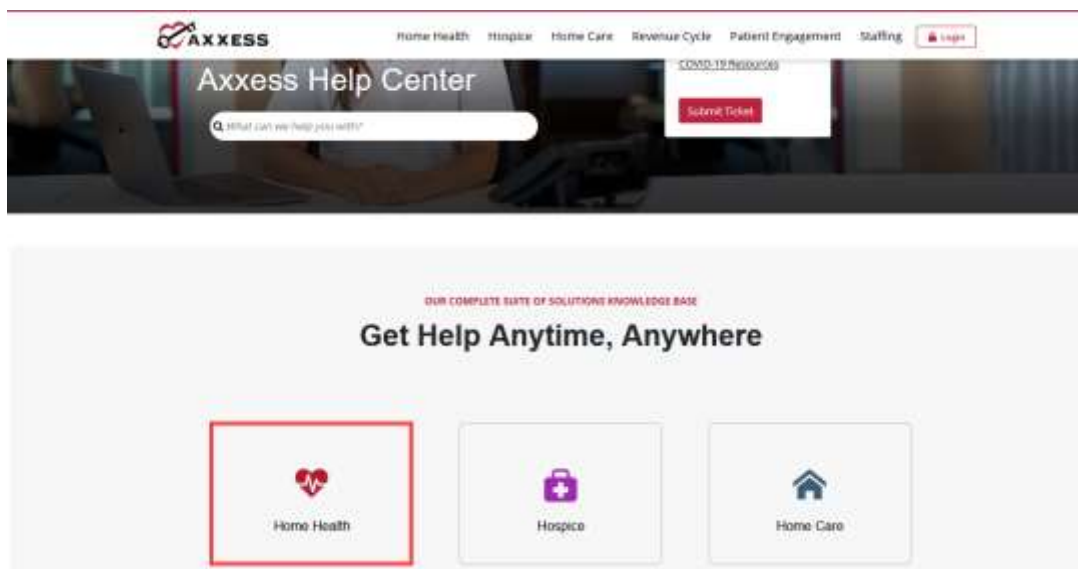 AXXESS
Home Health Hospice Home Care Revenue Cycle Patient Engagement Staffing Login
Axxess Help Center
COVID-19 Resources
What can we help you with?
Submit Ticket
OUR COMPLETE SUITE OF SOLUTIONS KNOWLEDGE BASE
Get Help Anytime, Anywhere
Home Health Hospice Home Care